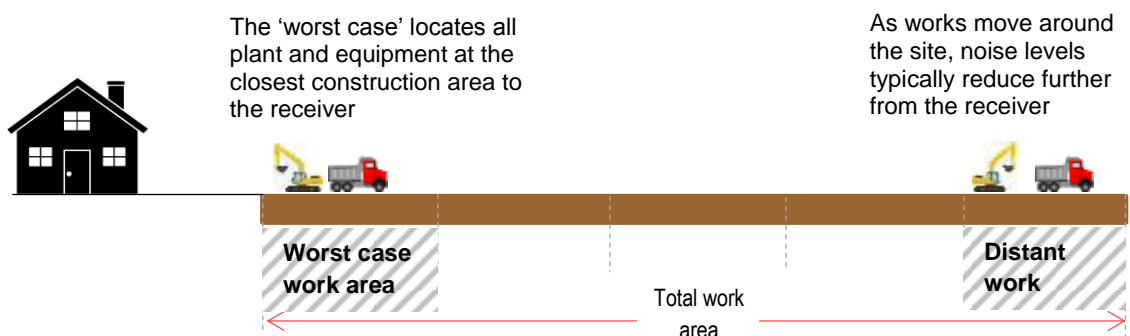 The ‘worst case’ locates all
plant and equipment at the
closest construction area to
the receiver
As works move around
the site, noise levels
typically reduce further
from the receiver
Worst case
work area
Distant
work
Total work
area